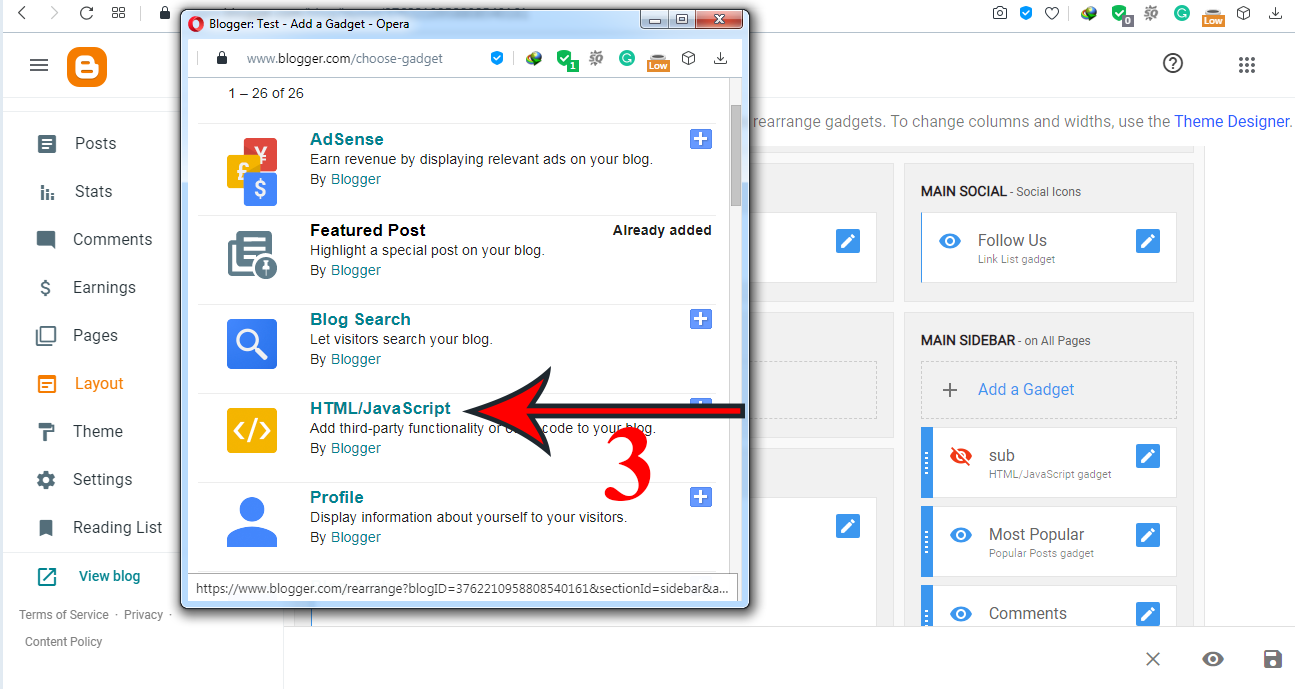 Blogger: Test - Add a Gadget - Opera
www.blogger.com/choose-gadget
1
Low
0
Low
1 – 26 of 26
AdSense
Earn revenue by displaying relevant ads on your blog.
By Blogger
Featured Post
Already added
Highlight a special post on your blog.
By Blogger
Blog Search
Let visitors search your blog.
By Blogger
HTML/JavaScript
Add third-party functionality or code to your blog.
By Blogger
3
Profile
Display information about yourself to your visitors.
By Blogger
https://www.blogger.com/rearrange?blogID=3762210958808540161&sectionId=sidebar&a...
Posts
Stats
Comments
Earnings
Pages
Layout
Theme
Settings
Reading List
View blog
Terms of Service · Privacy ·
Content Policy
rearrange gadgets. To change columns and widths, use the Theme Designer.
MAIN SOCIAL - Social Icons
Follow Us
Link List gadget
MAIN SIDEBAR - on All Pages
Add a Gadget
sub
HTML/JavaScript gadget
Most Popular
Popular Posts gadget
Comments